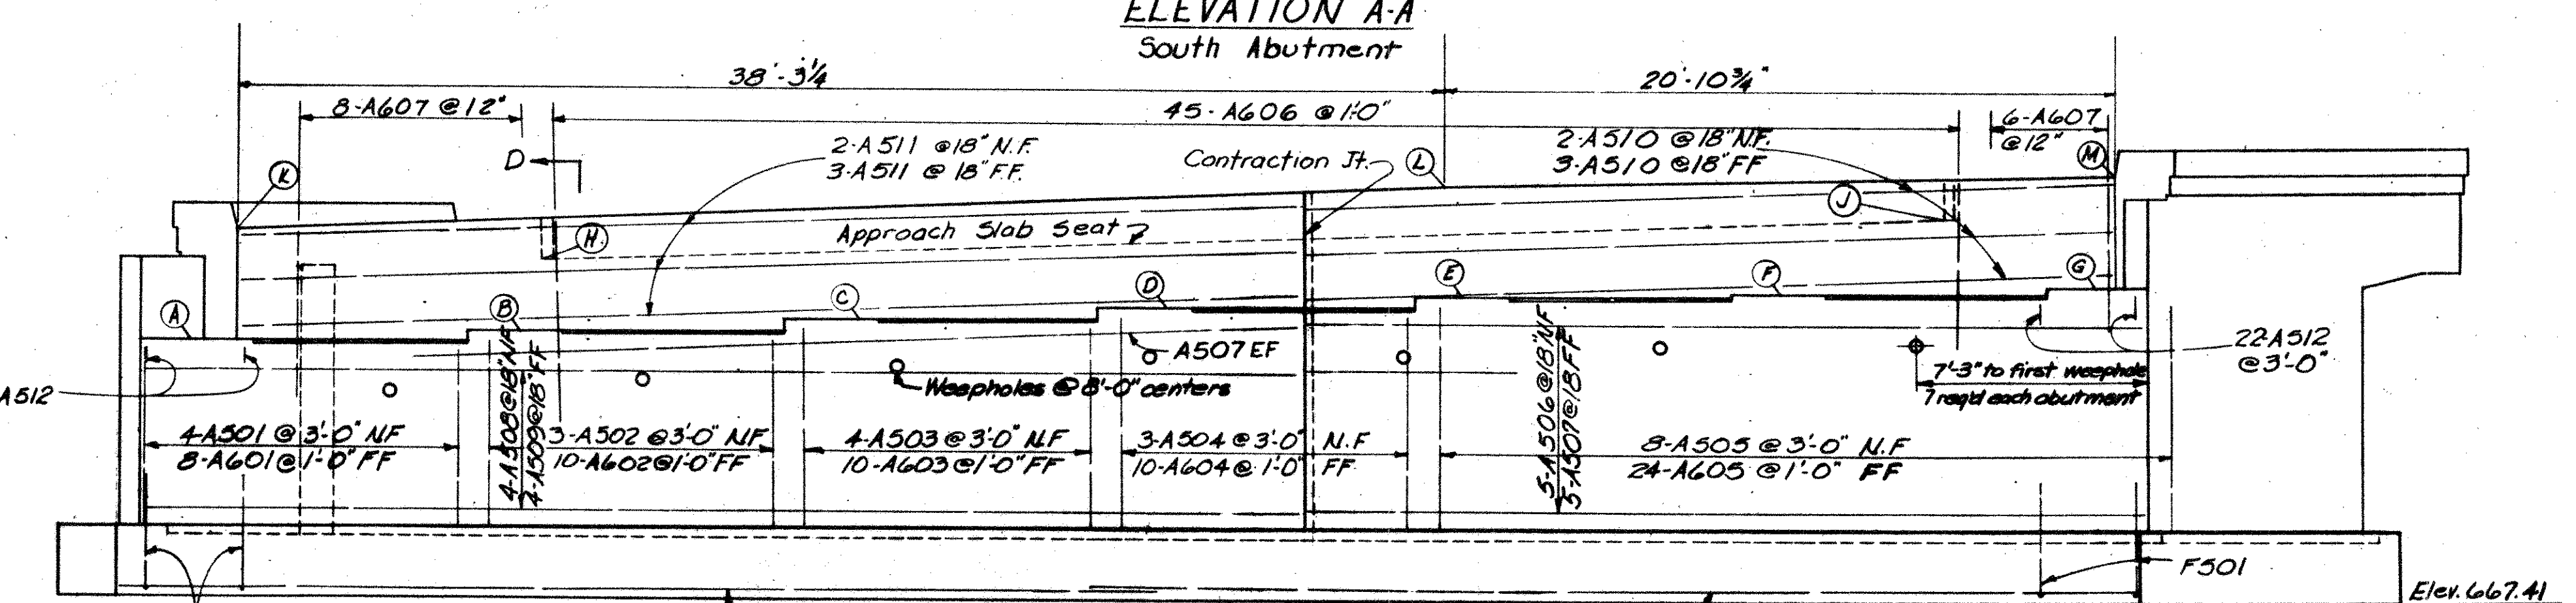 ELEVATION A-A
South Abutment
38'-3¼
20'-10¾"
8-A607 @ 12"
45-A606 @ 1'-0"
6-A607
@ 12"
2-A511 @ 18" N.F.
3-A511 @ 18" F.F.
D
Contraction Jt.
L
2-A510 @ 18" N.F.
3-A510 @ 18" FF
M
K
H.
Approach Slab Seat
J
A
B
C
D
E
F
G
A507 EF
A512
Weepholes @ 8'-0" centers
22-A512
@ 3'-0"
7'-3" to first weephole
7 req'd each abutment
4-A508@18"NF
4-A509@18"FF
5-A506@18"NF
5-A507@18"FF
4-A501 @ 3'-0" NF
8-A601 @ 1'-0" FF
3-A502 @ 3'-0" N.F
10-A602@1'-0"FF
4-A503 @ 3'-0" N.F
10-A603 @ 1'-0" FF
3-A504 @ 3'-0" N.F
10-A604 @ 1'-0" FF.
8-A505 @ 3'-0" N.F
24-A605 @ 1'-0" FF
F501
Elev. 667.41